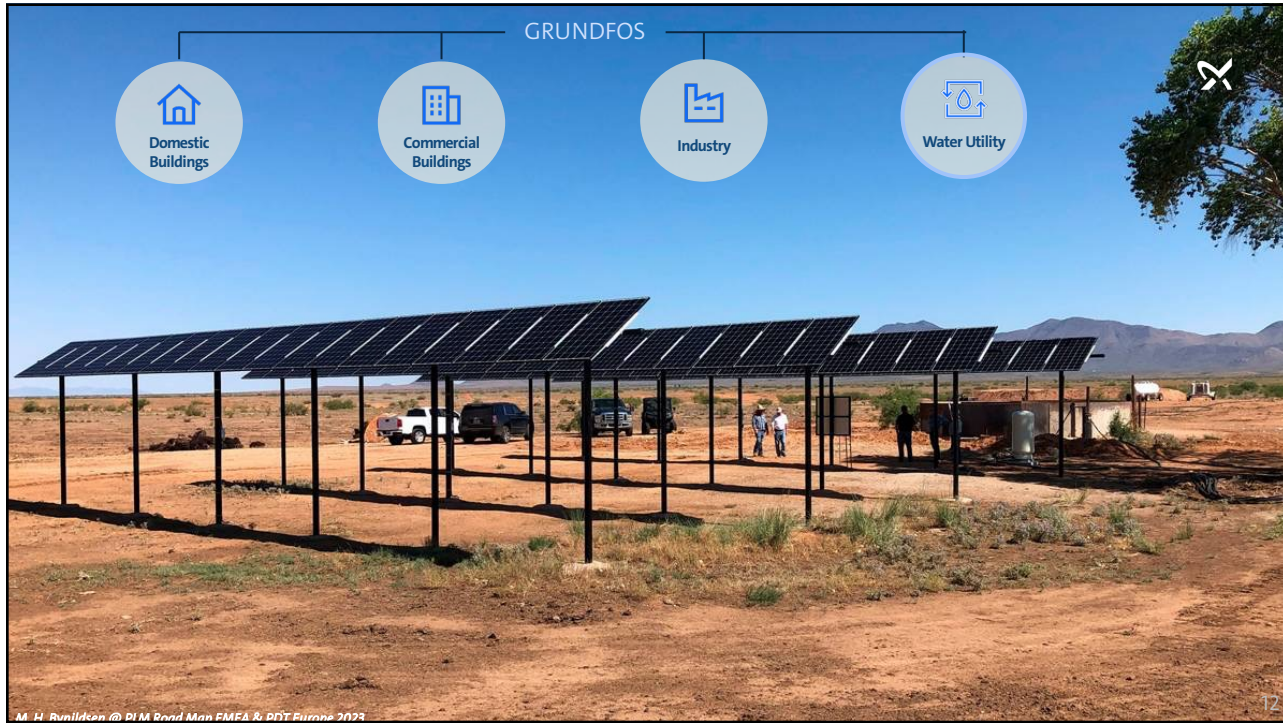 GRUNDFOS
Domestic
Buildings
Commercial
Buildings
Industry
Water Utility
M. H. Bynildsen @ PLM Road Map EMEA & PDT Europe 2023
12